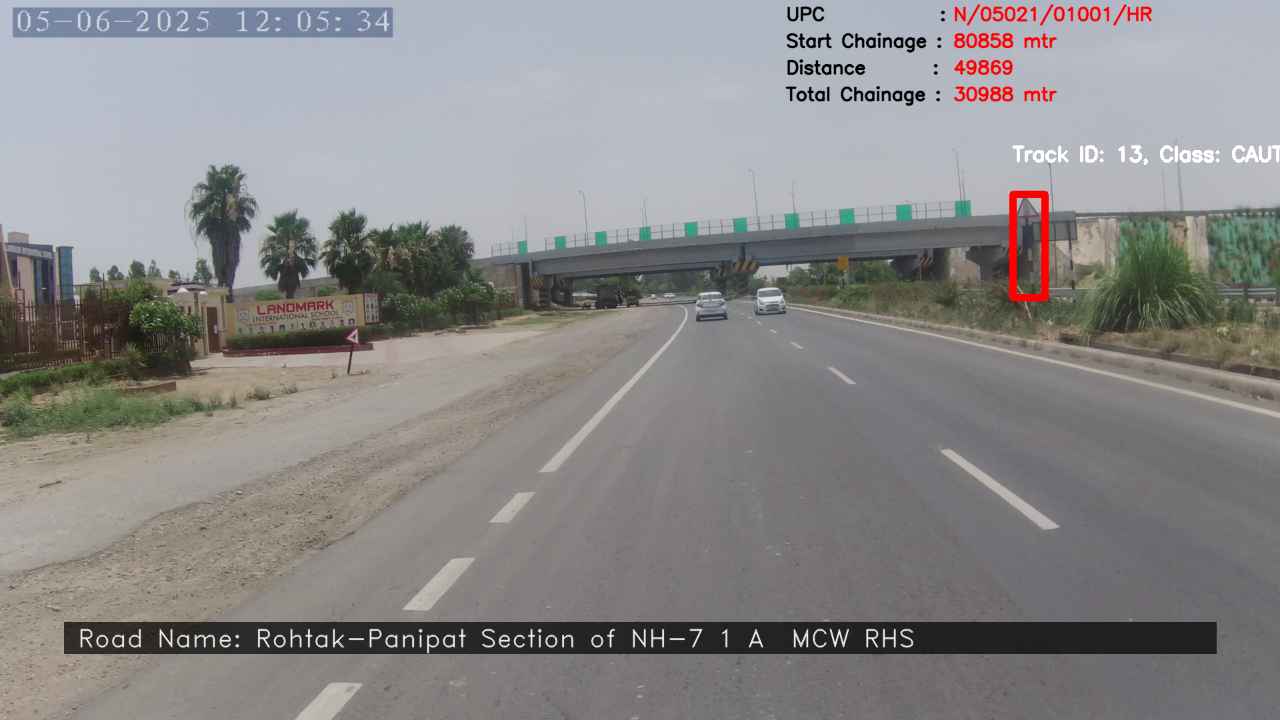 05-06-2025 12:05:34
UPC : N/05021/01001/HR
Start Chainage : 80858 mtr
Distance : 49869
Total Chainage : 30988 mtr
Track ID: 13, Class: CAUT
LANDMARK
INTERNATIONAL SCHOOL
Road Name: Rohtak-Panipat Section of NH-7 1 A MCW RHS